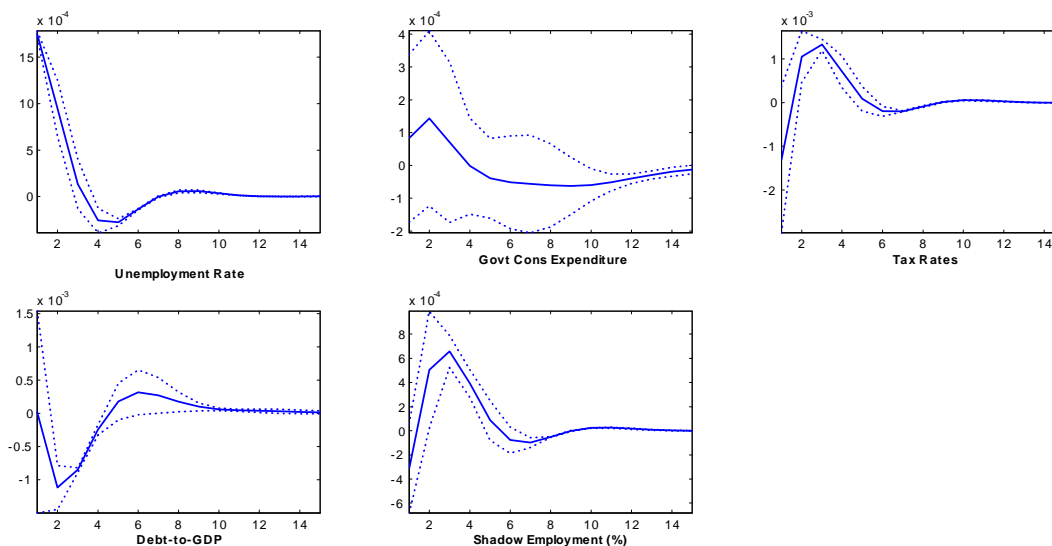 x 10⁻⁴
15
10
5
0
2 4 6 8 10 12 14
Unemployment Rate
x 10⁻⁴
4
3
2
1
0
-1
-2
2 4 6 8 10 12 14
Govt Cons Expenditure
x 10⁻³
1
0
-1
-2
2 4 6 8 10 12 14
Tax Rates
x 10⁻³
1.5
1
0.5
0
-0.5
-1
2 4 6 8 10 12 14
Debt-to-GDP
x 10⁻⁴
8
6
4
2
0
-2
-4
-6
2 4 6 8 10 12 14
Shadow Employment (%)